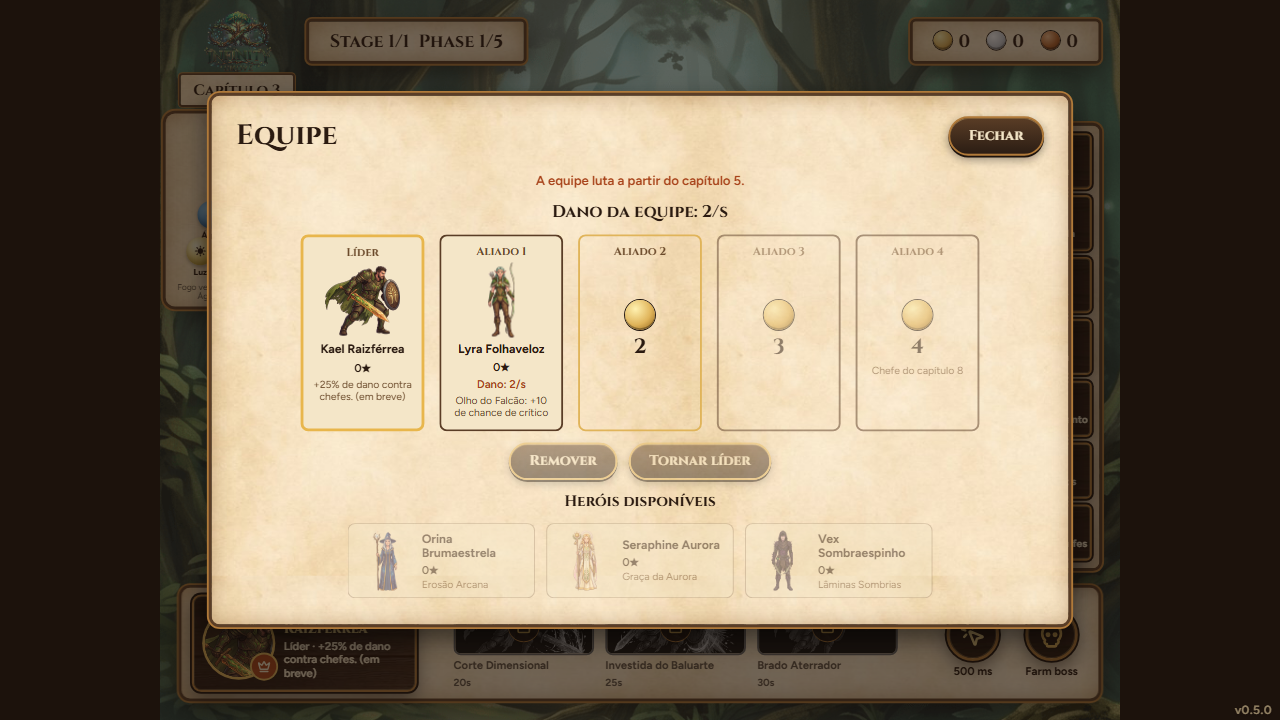 Stage 1/1 Phase 1/5
0 0 0
Capítulo 3
Equipe
Fechar
A equipe luta a partir do capítulo 5.
Dano da equipe: 2/s
Líder
Kael Raizférrea
0★
+25% de dano contra
chefes. (em breve)
Aliado 1
Lyra Folhaveloz
0★
Dano: 2/s
Olho do Falcão: +10
de chance de crítico
Aliado 2
2
Aliado 3
3
Aliado 4
4
Chefe do capítulo 8
Remover
Tornar líder
Heróis disponíveis
Orina
Brumaestrela
0★
Erosão Arcana
Seraphine Aurora
0★
Graça da Aurora
Vex
Sombraespinho
0★
Lâminas Sombrias
Raizférrea
Líder · +25% de dano
contra chefes. (em
breve)
Corte Dimensional
20s
Investida do Baluarte
25s
Brado Aterrador
30s
500 ms
Farm boss
v0.5.0